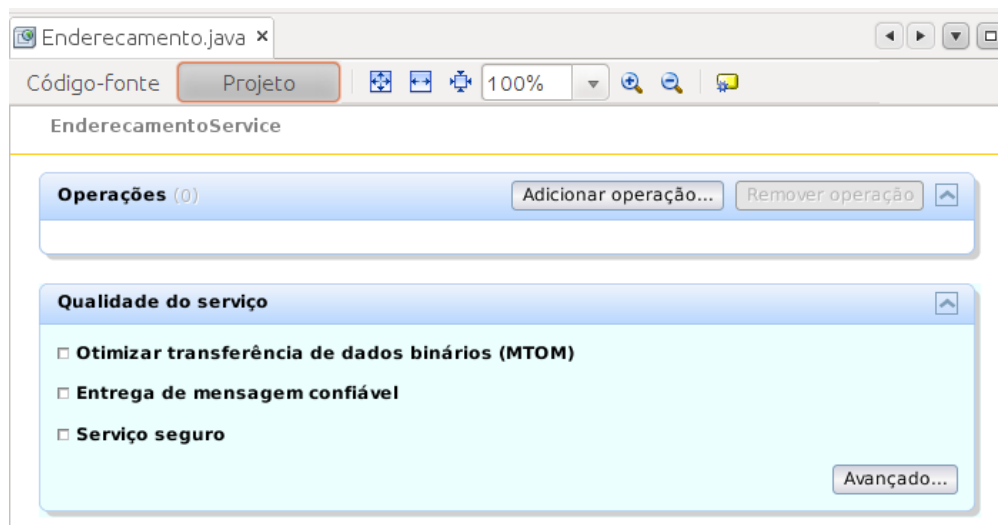 Enderecamento.java ×
Código-fonte Projeto 100%
EnderecamentoService
Operações (0) Adicionar operação... Remover operação
Qualidade do serviço
Otimizar transferência de dados binários (MTOM)
Entrega de mensagem confiável
Serviço seguro
Avançado...